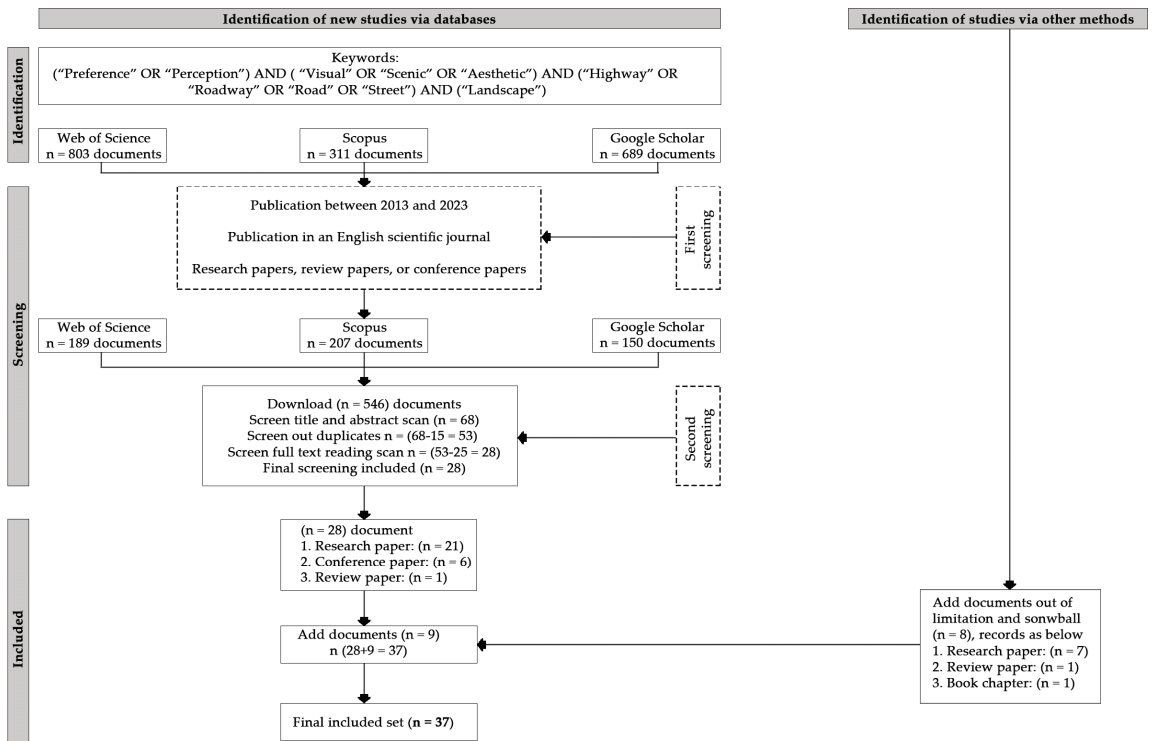 Identification of new studies via databases
Identification of studies via other methods
Identification
Keywords:
(“Preference” OR “Perception”) AND ( “Visual” OR “Scenic” OR “Aesthetic”) AND (“Highway” OR
“Roadway” OR “Road” OR “Street”) AND (“Landscape”)
Web of Science
n = 803 documents
Scopus
n = 311 documents
Google Scholar
n = 689 documents
Screening
Publication between 2013 and 2023
Publication in an English scientific journal
Research papers, review papers, or conference papers
First
screening
Web of Science
n = 189 documents
Scopus
n = 207 documents
Google Scholar
n = 150 documents
Download (n = 546) documents
Screen title and abstract scan (n = 68)
Screen out duplicates n = (68-15 = 53)
Screen full text reading scan n = (53-25 = 28)
Final screening included (n = 28)
Second
screening
Included
(n = 28) document
1. Research paper: (n = 21)
2. Conference paper: (n = 6)
3. Review paper: (n = 1)
Add documents (n = 9)
n (28+9 = 37)
Add documents out of
limitation and sonwball
(n = 8), records as below
1. Research paper: (n = 7)
2. Review paper: (n = 1)
3. Book chapter: (n = 1)
Final included set (n = 37)